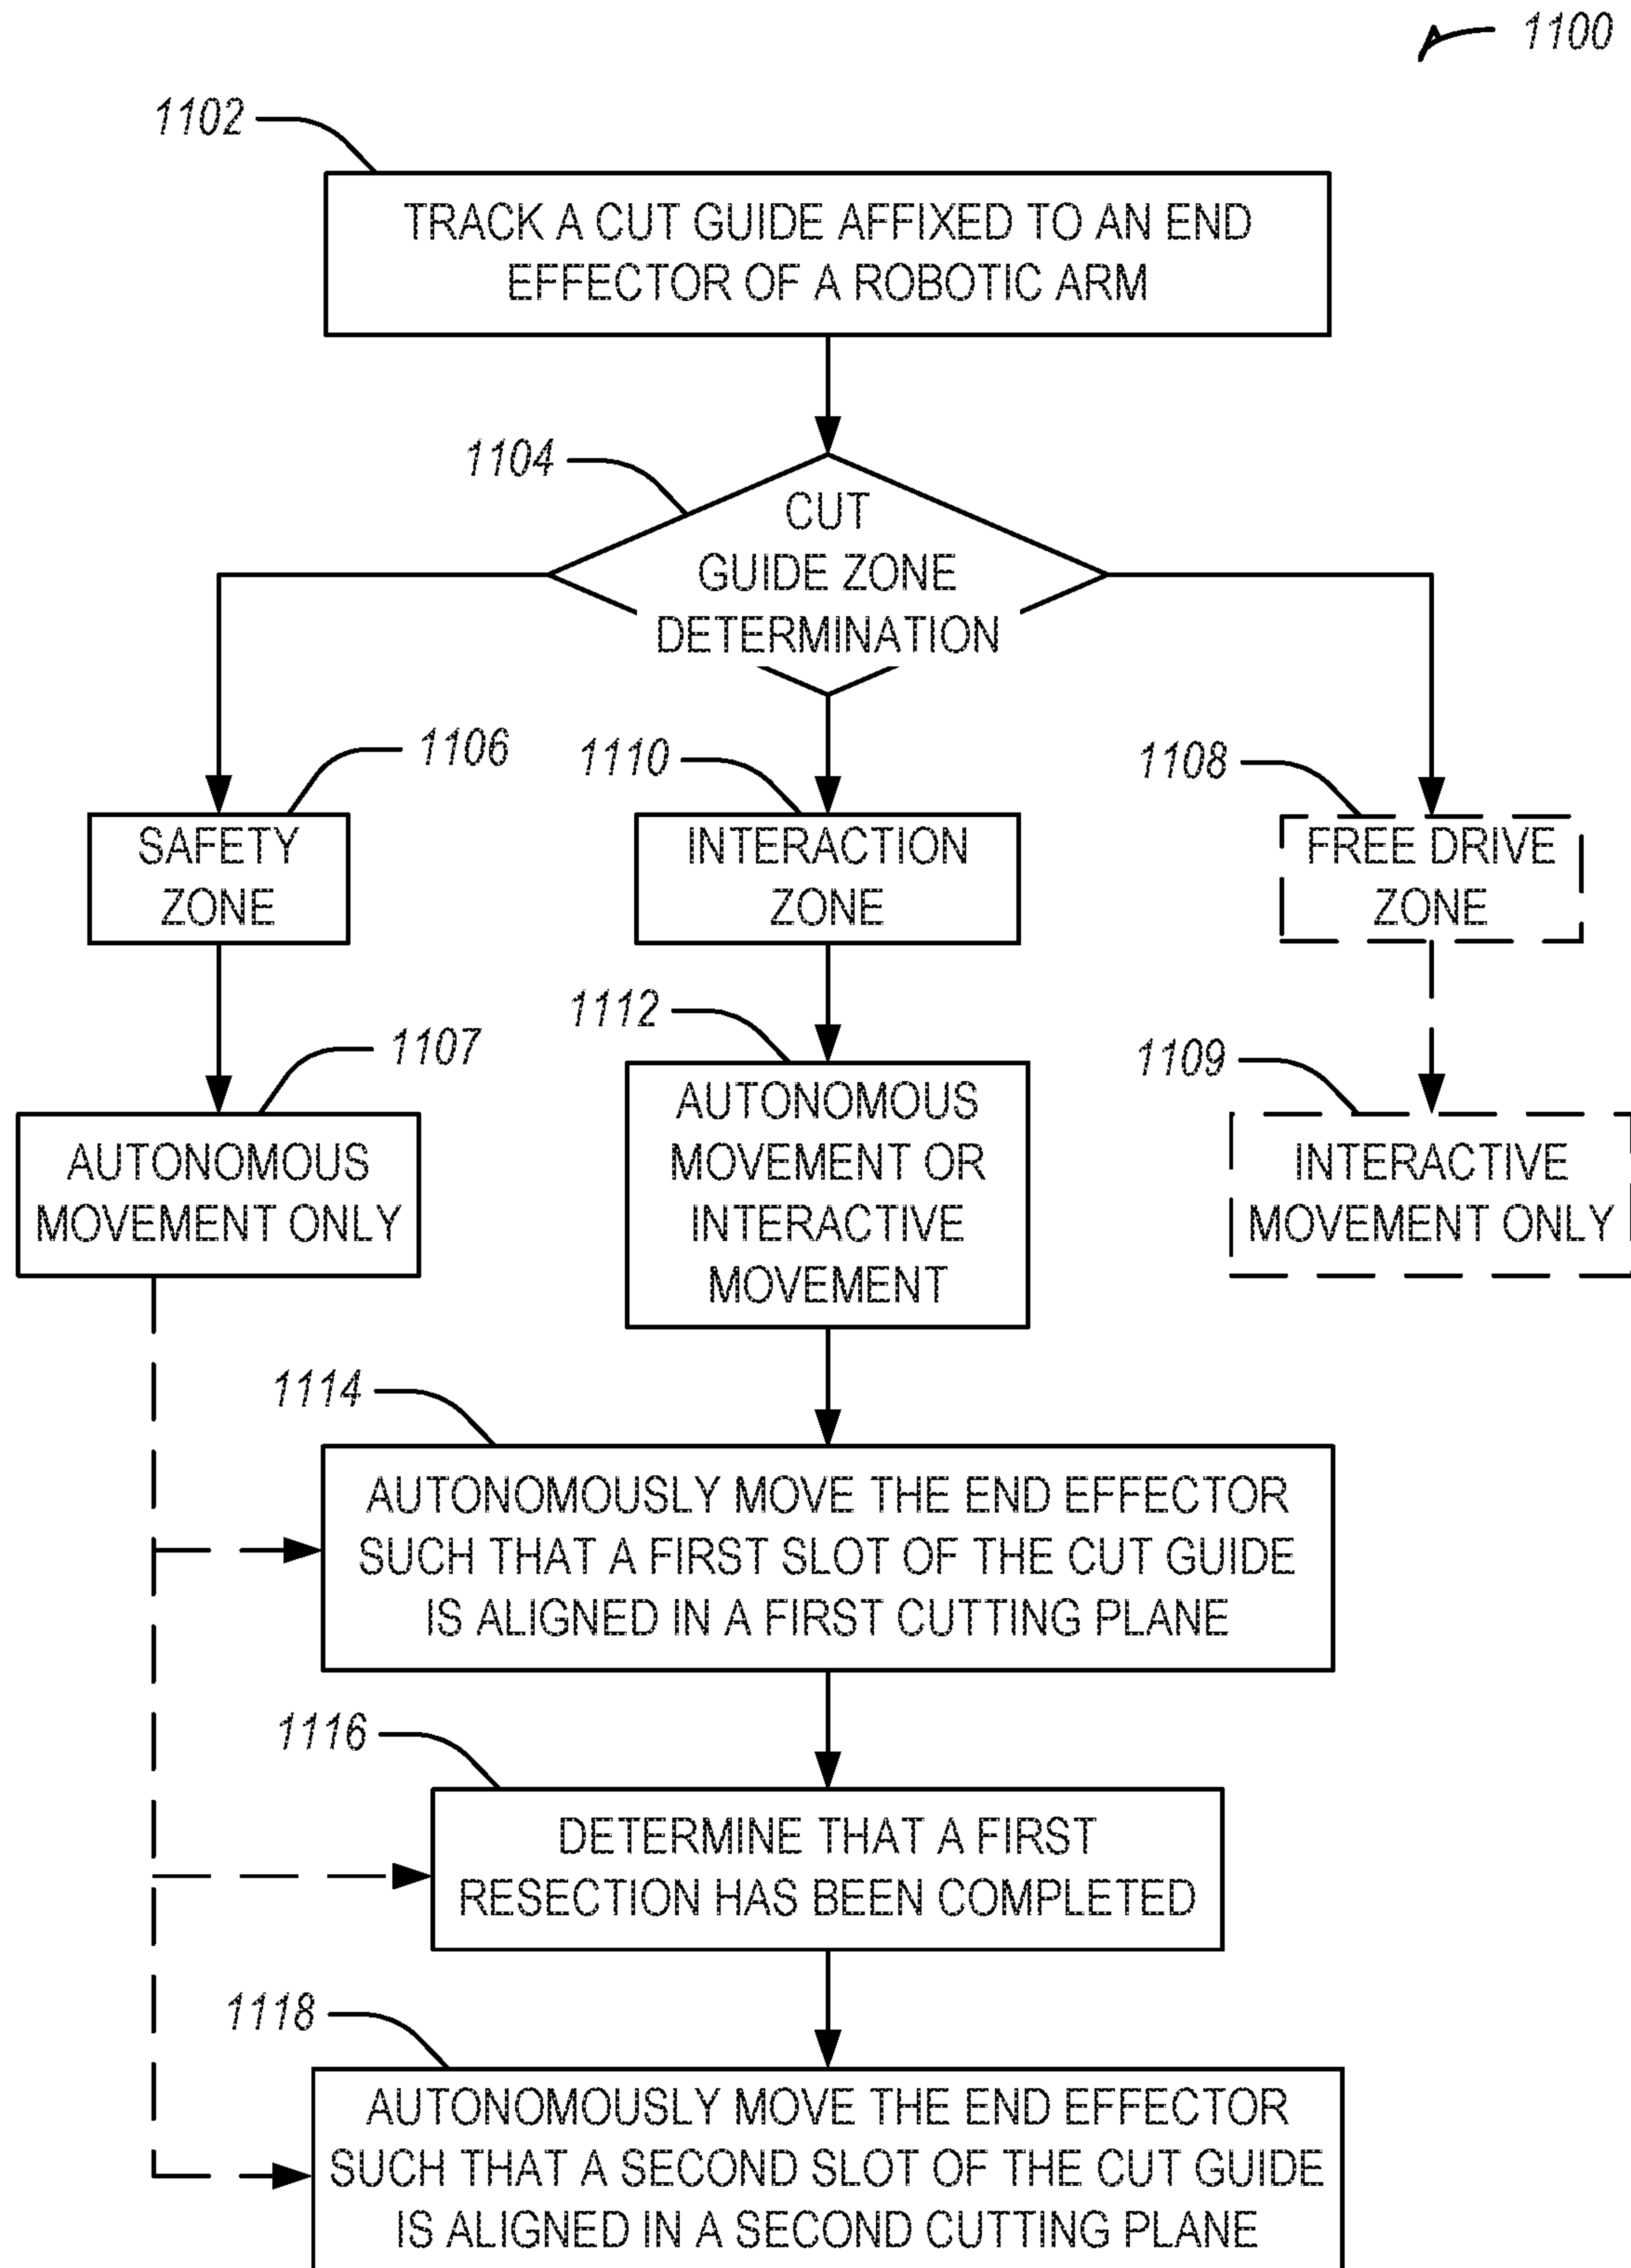 1100
1102
TRACK A CUT GUIDE AFFIXED TO AN END
EFFECTOR OF A ROBOTIC ARM
1104
CUT
GUIDE ZONE
DETERMINATION
1106
SAFETY
ZONE
1110
INTERACTION
ZONE
1108
FREE DRIVE
ZONE
1107
AUTONOMOUS
MOVEMENT ONLY
1112
AUTONOMOUS
MOVEMENT OR
INTERACTIVE
MOVEMENT
1109
INTERACTIVE
MOVEMENT ONLY
1114
AUTONOMOUSLY MOVE THE END EFFECTOR
SUCH THAT A FIRST SLOT OF THE CUT GUIDE
IS ALIGNED IN A FIRST CUTTING PLANE
1116
DETERMINE THAT A FIRST
RESECTION HAS BEEN COMPLETED
1118
AUTONOMOUSLY MOVE THE END EFFECTOR
SUCH THAT A SECOND SLOT OF THE CUT GUIDE
IS ALIGNED IN A SECOND CUTTING PLANE